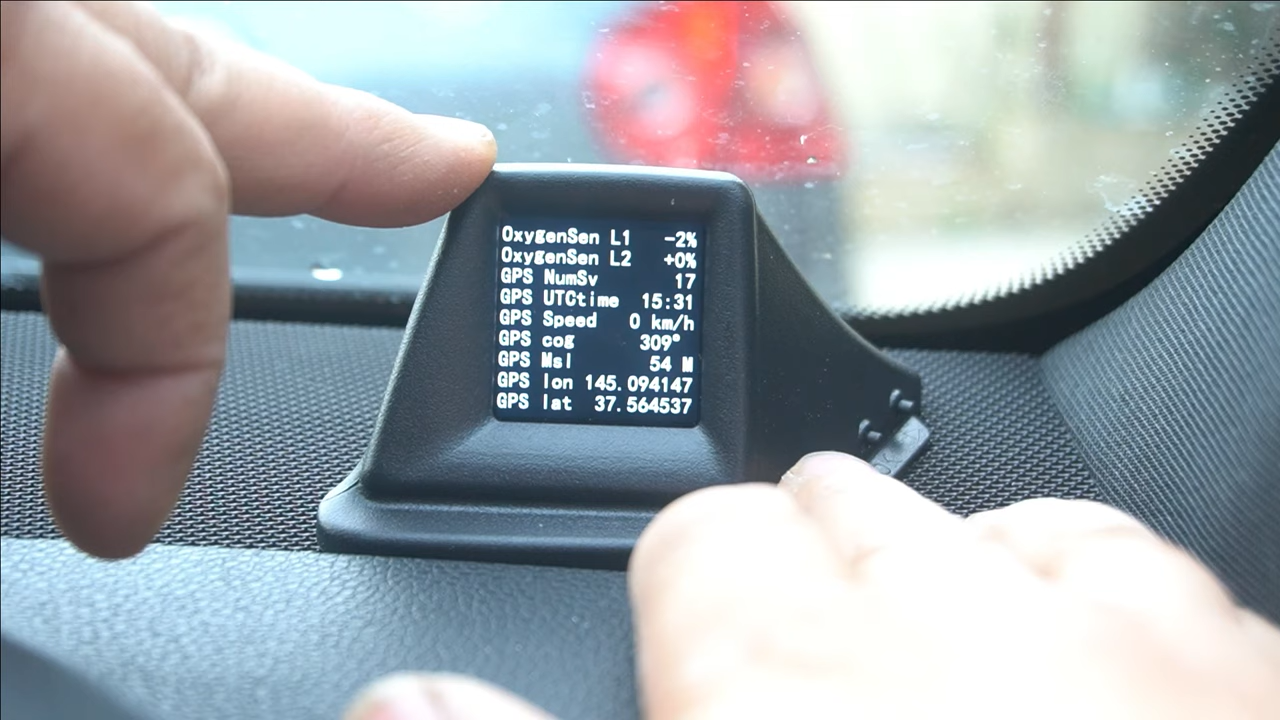 OxygenSen L1 -2%
OxygenSen L2 +0%
GPS NumSv 17
GPS UTCtime 15:31
GPS Speed 0 km/h
GPS cog 309°
GPS Msl 54 M
GPS lon 145.094147
GPS lat 37.564537